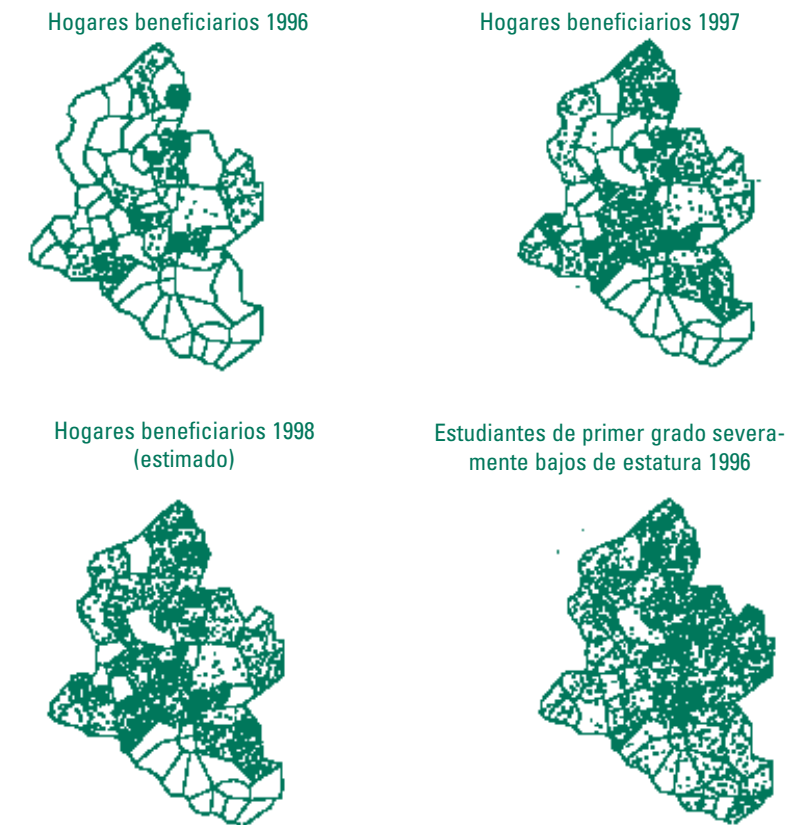 Hogares beneficiarios 1996
Hogares beneficiarios 1997
Hogares beneficiarios 1998
(estimado)
Estudiantes de primer grado severa-
mente bajos de estatura 1996